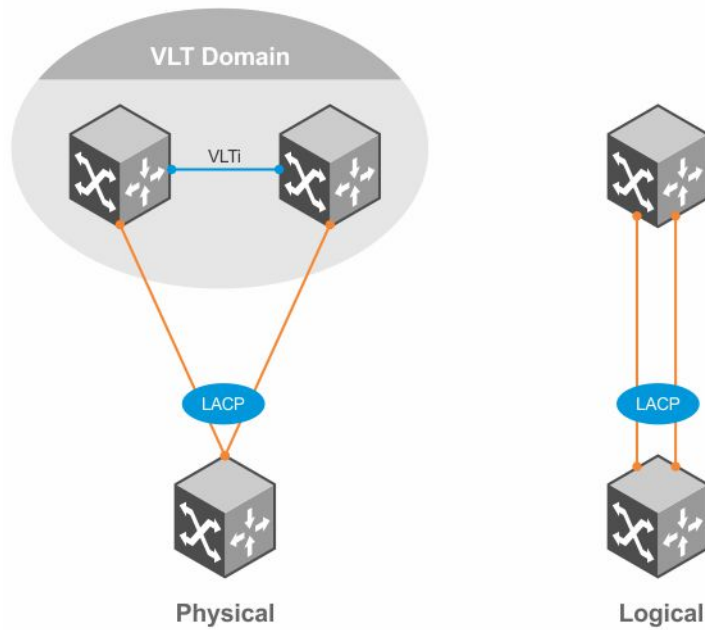 VLT Domain
VLTi
LACP
LACP
Physical
Logical